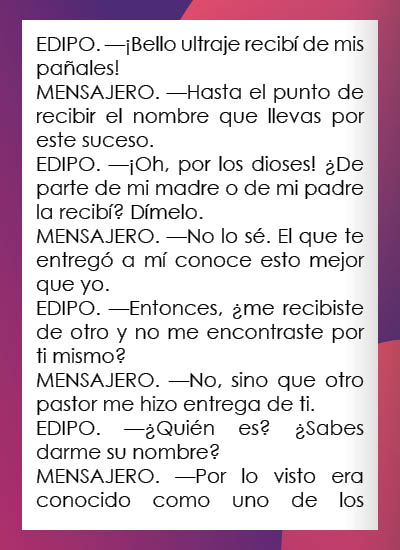 EDIPO. —¡Bello ultraje recibí de mis
pañales!
MENSAJERO. —Hasta el punto de
recibir el nombre que llevas por
este suceso.
EDIPO. —¡Oh, por los dioses! ¿De
parte de mi madre o de mi padre
la recibí? Dímelo.
MENSAJERO. —No lo sé. El que te
entregó a mí conoce esto mejor
que yo.
EDIPO. —Entonces, ¿me recibiste
de otro y no me encontraste por
ti mismo?
MENSAJERO. —No, sino que otro
pastor me hizo entrega de ti.
EDIPO. —¿Quién es? ¿Sabes
darme su nombre?
MENSAJERO. —Por lo visto era
conocido como uno de los